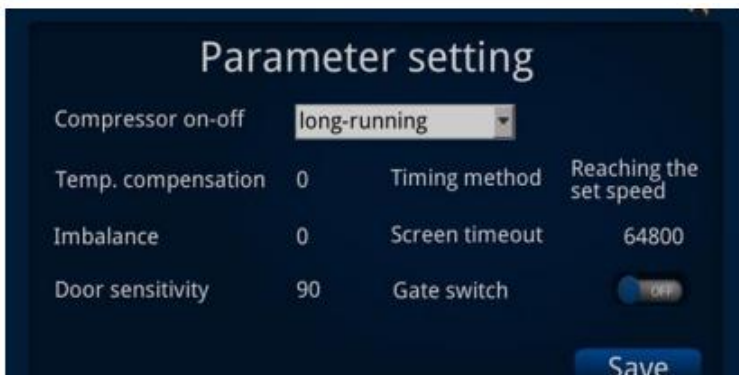 Parameter setting
Compressor on-off long-running
Temp. compensation 0 Timing method Reaching the
set speed
Imbalance 0 Screen timeout 64800
Door sensitivity 90 Gate switch OFF
Save